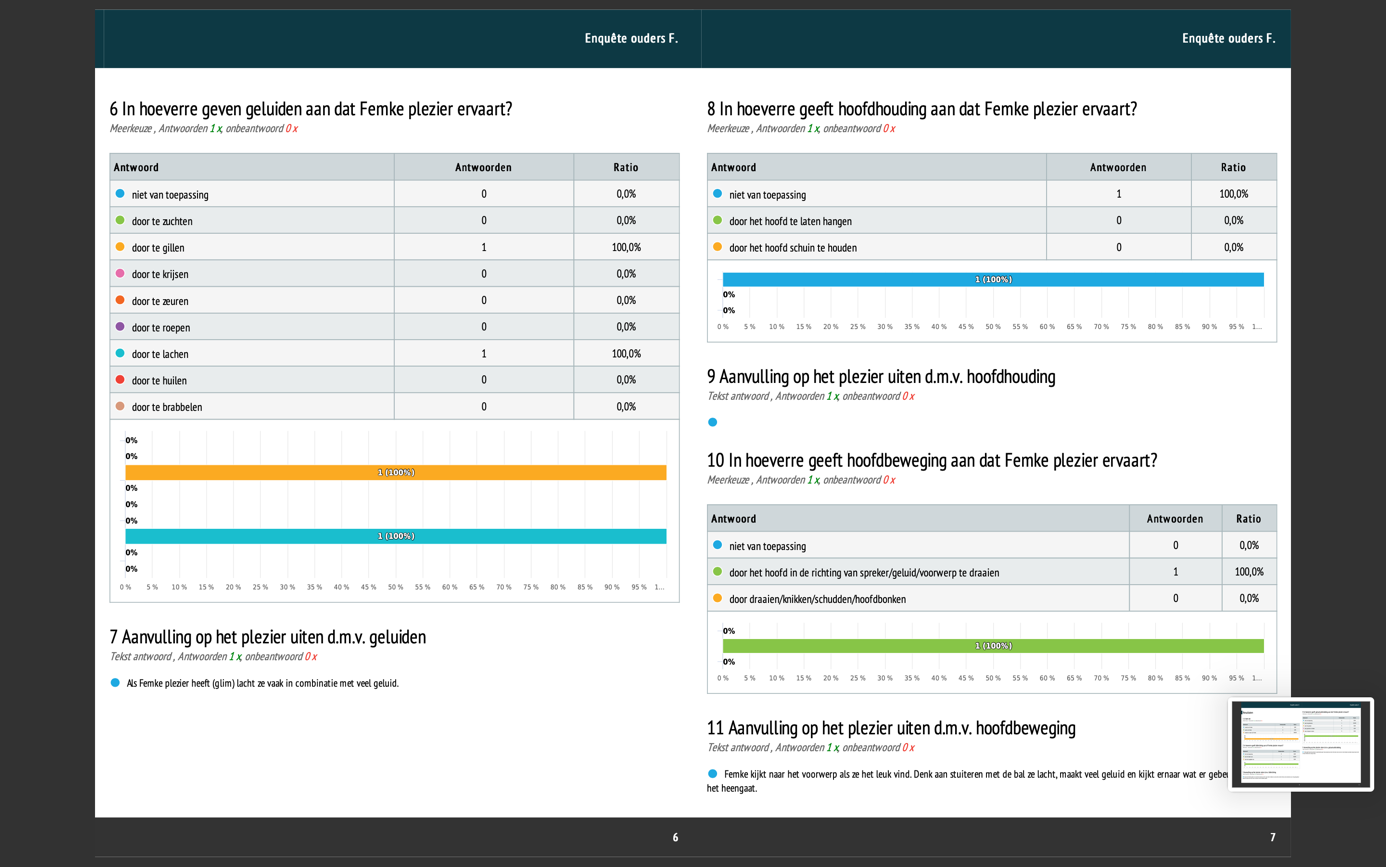 Enquête ouders F.
6 In hoeverre geven geluiden aan dat Femke plezier ervaart?
Meerkeuze , Antwoorden 1 x, onbeantwoord 0 x
Antwoord Antwoorden Ratio
niet van toepassing 0 0,0%
door te zuchten 0 0,0%
door te gillen 1 100,0%
door te krijsen 0 0,0%
door te zeuren 0 0,0%
door te roepen 0 0,0%
door te lachen 1 100,0%
door te huilen 0 0,0%
door te brabbelen 0 0,0%
0%
0%
1 (100%)
0%
0%
0%
1 (100%)
0%
0%
0 % 5 % 10 % 15 % 20 % 25 % 30 % 35 % 40 % 45 % 50 % 55 % 60 % 65 % 70 % 75 % 80 % 85 % 90 % 95 % 1...
7 Aanvulling op het plezier uiten d.m.v. geluiden
Tekst antwoord , Antwoorden 1 x, onbeantwoord 0 x
Als Femke plezier heeft (glim) lacht ze vaak in combinatie met veel geluid.
6
Enquête ouders F.
8 In hoeverre geeft hoofdhouding aan dat Femke plezier ervaart?
Meerkeuze , Antwoorden 1 x, onbeantwoord 0 x
Antwoord Antwoorden Ratio
niet van toepassing 1 100,0%
door het hoofd te laten hangen 0 0,0%
door het hoofd schuin te houden 0 0,0%
1 (100%)
0%
0%
0 % 5 % 10 % 15 % 20 % 25 % 30 % 35 % 40 % 45 % 50 % 55 % 60 % 65 % 70 % 75 % 80 % 85 % 90 % 95 % 1...
9 Aanvulling op het plezier uiten d.m.v. hoofdhouding
Tekst antwoord , Antwoorden 1 x, onbeantwoord 0 x
10 In hoeverre geeft hoofdbeweging aan dat Femke plezier ervaart?
Meerkeuze , Antwoorden 1 x, onbeantwoord 0 x
Antwoord Antwoorden Ratio
niet van toepassing 0 0,0%
door het hoofd in de richting van spreker/geluid/voorwerp te draaien 1 100,0%
door draaien/knikken/schudden/hoofdbonken 0 0,0%
0%
1 (100%)
0%
0 % 5 % 10 % 15 % 20 % 25 % 30 % 35 % 40 % 45 % 50 % 55 % 60 % 65 % 70 % 75 % 80 % 85 % 90 % 95 % 1...
11 Aanvulling op het plezier uiten d.m.v. hoofdbeweging
Tekst antwoord , Antwoorden 1 x, onbeantwoord 0 x
Femke kijkt naar het voorwerp als ze het leuk vind. Denk aan stuiteren met de bal ze lacht, maakt veel geluid en kijkt ernaar wat er
het heengaat.
7